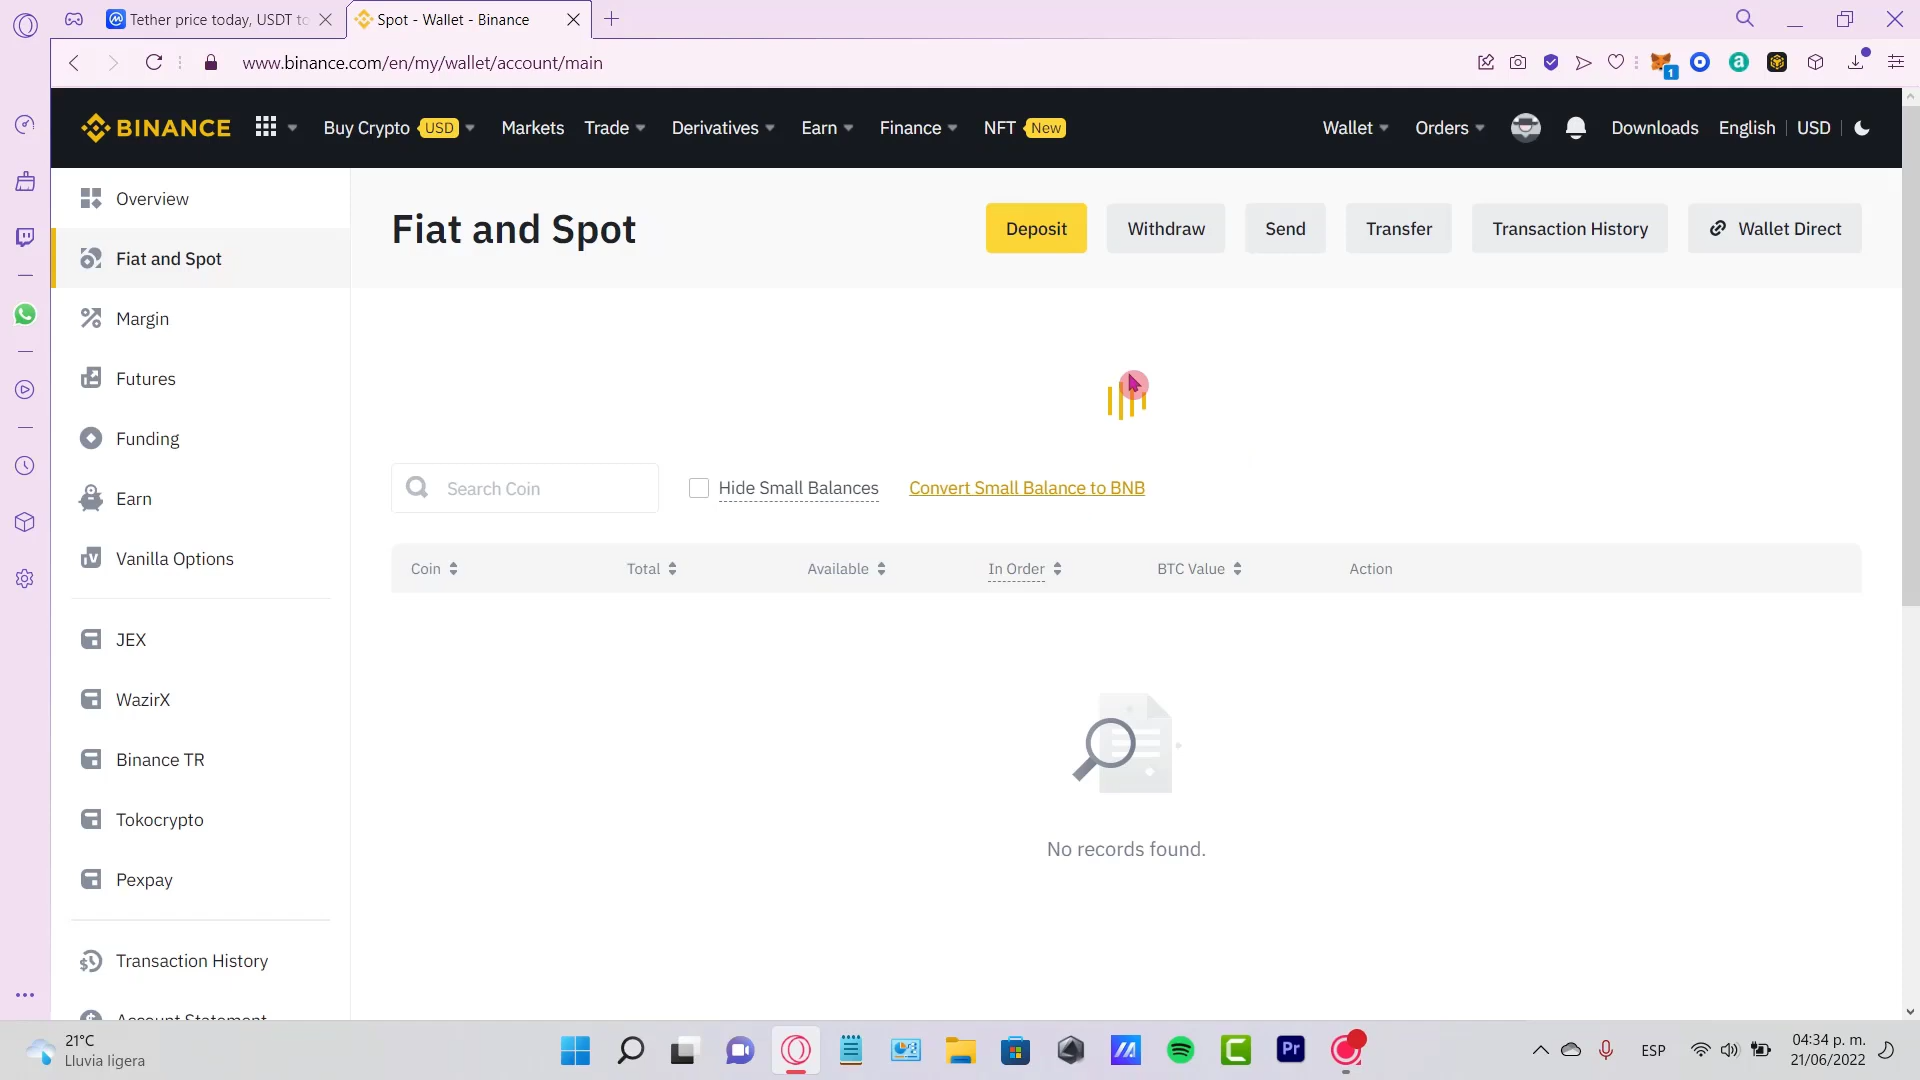 Tether price today, USDT to
Spot - Wallet - Binance
www.binance.com/en/my/wallet/account/main
1
BINANCE
Buy Crypto USD
Markets
Trade
Derivatives
Earn
Finance
NFT New
Wallet
Orders
Downloads
English
USD
Overview
Fiat and Spot
Margin
Futures
Funding
Earn
Vanilla Options
JEX
WazirX
Binance TR
Tokocrypto
Pexpay
Transaction History
Account Statement
Fiat and Spot
Deposit
Withdraw
Send
Transfer
Transaction History
Wallet Direct
Search Coin
Hide Small Balances
Convert Small Balance to BNB
Coin
Total
Available
In Order
BTC Value
Action
No records found.
21°C
Lluvia ligera
Pr
ESP
04:34 p. m.
21/06/2022